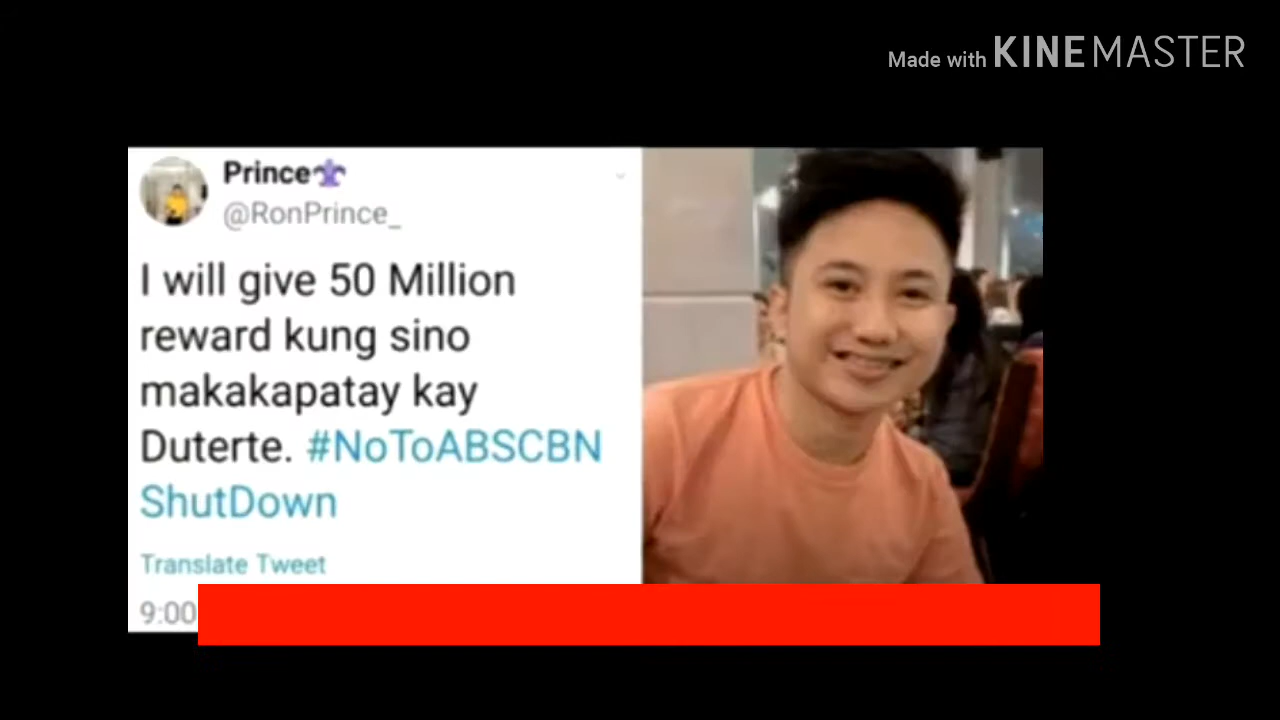 Made with KINEMASTER
Prince
@RonPrince_
I will give 50 Million
reward kung sino
makakapatay kay
Duterte. #NoToABSCBN
ShutDown
Translate Tweet
9:00